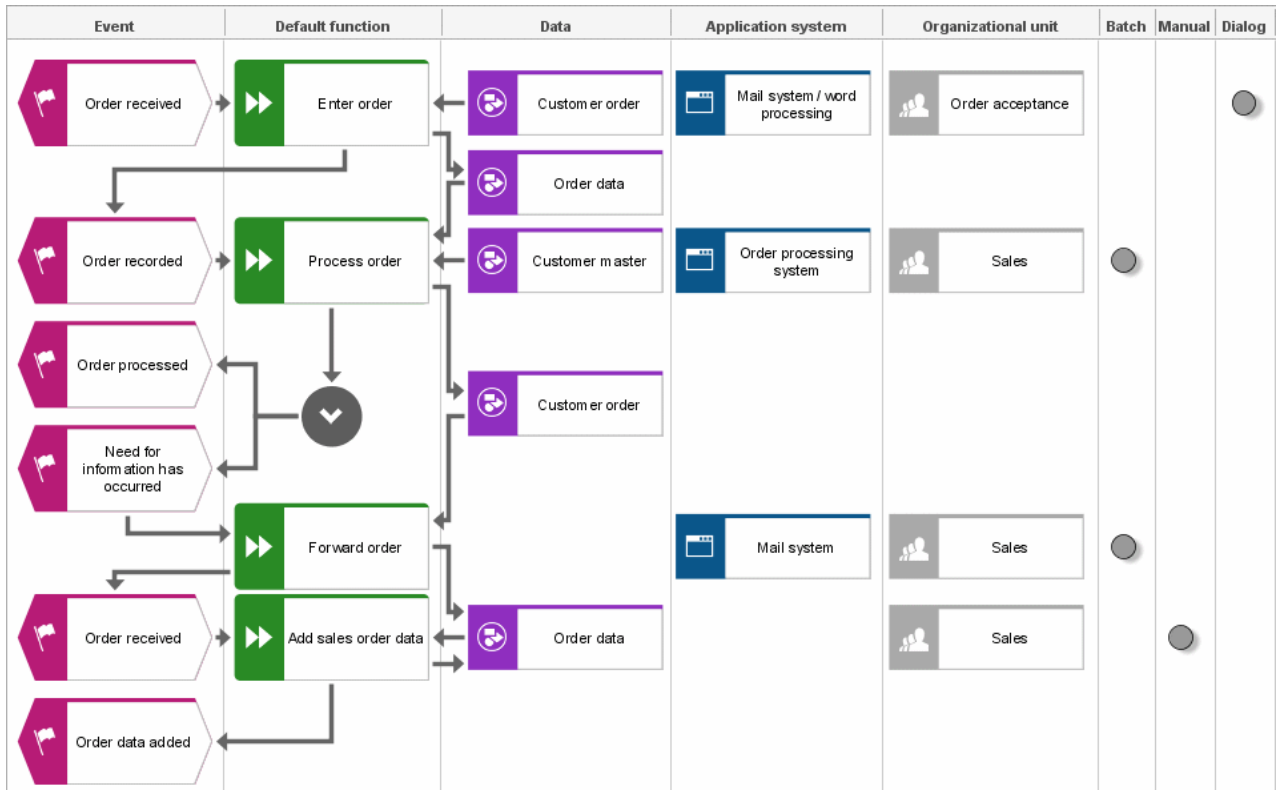 Event Default function Data Application system Organizational unit Batch Manual Dialog
Order received
Enter order
Customer order
Mail system / word
processing
Order acceptance
Order data
Order recorded
Process order
Customer master
Order processing
system
Sales
Order processed
Customer order
Need for
information has
occurred
Forward order
Mail system
Sales
Order received
Add sales order data
Order data
Sales
Order data added